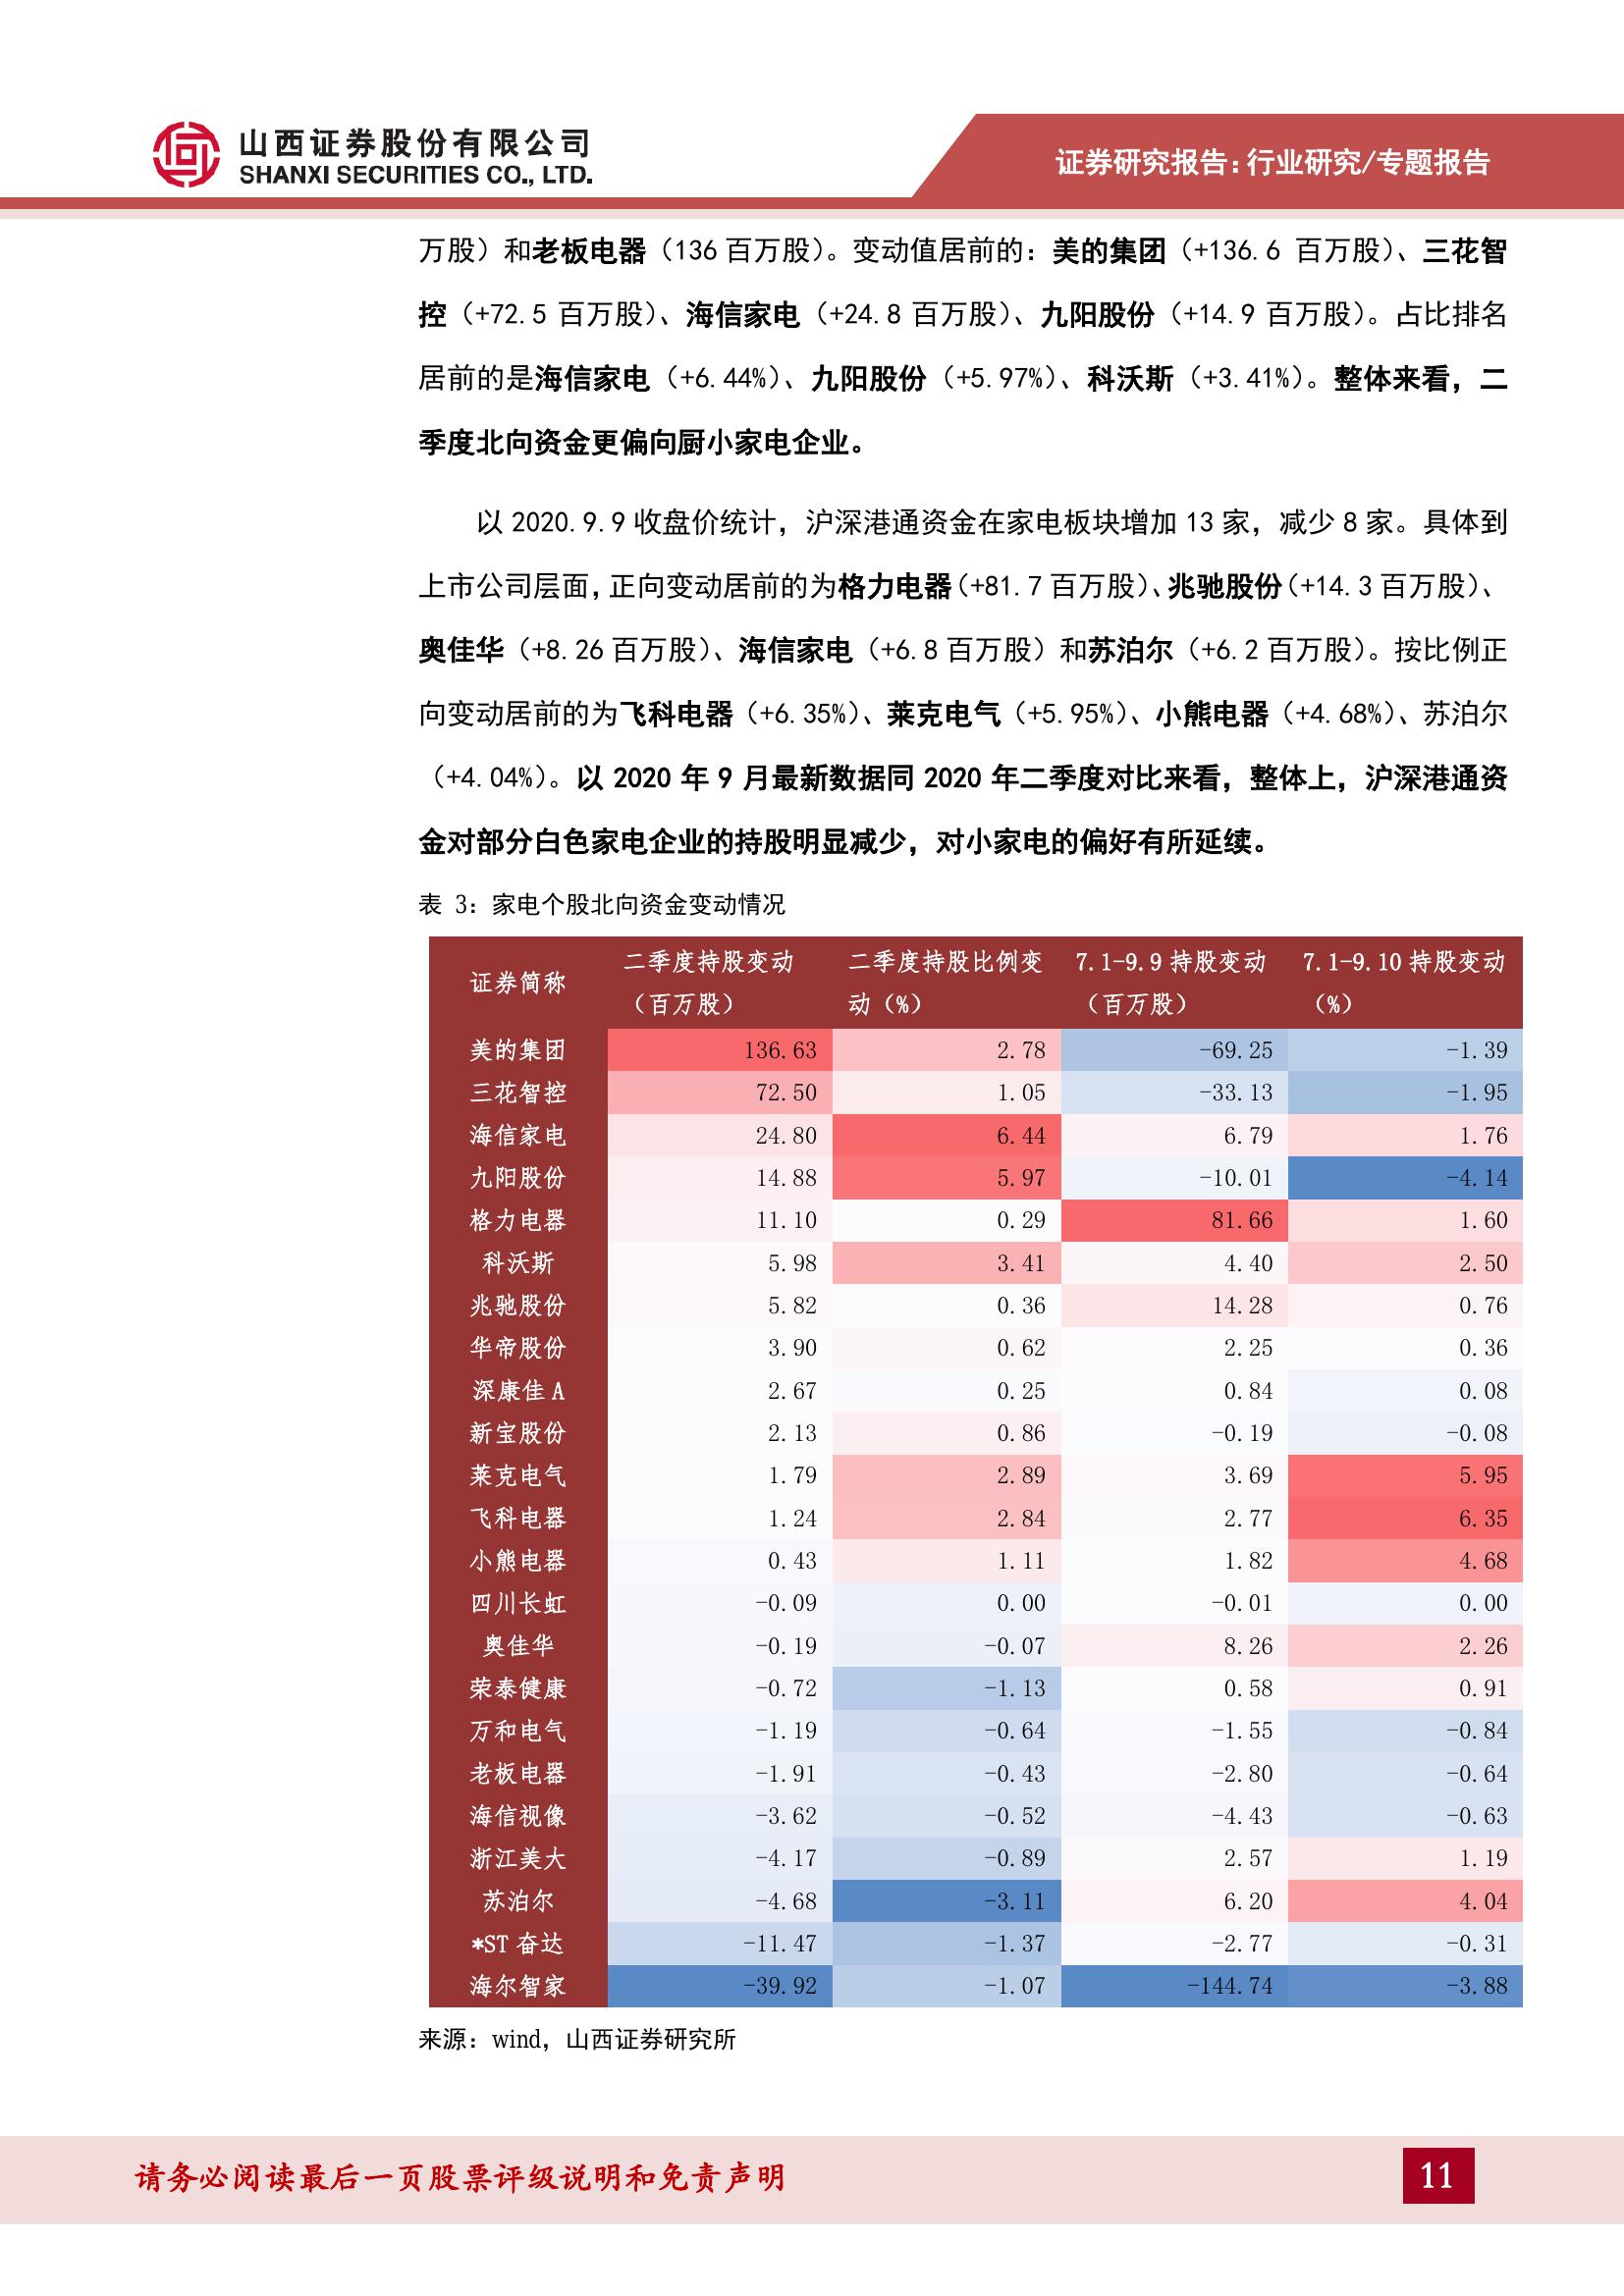 山西证券股份有限公司
SHANXI SECURITIES CO., LTD.
证券研究报告：行业研究/专题报告
万股）和老板电器（136 百万股）。变动值居前的：美的集团（+136.6 百万股）、三花智
控（+72.5 百万股）、海信家电（+24.8 百万股）、九阳股份（+14.9 百万股）。占比排名
居前的是海信家电（+6.44%）、九阳股份（+5.97%）、科沃斯（+3.41%）。整体来看，二
季度北向资金更偏向厨小家电企业。
以 2020.9.9 收盘价统计，沪深港通资金在家电板块增加 13 家，减少 8 家。具体到
上市公司层面，正向变动居前的为格力电器（+81.7 百万股）、兆驰股份（+14.3 百万股）、
奥佳华（+8.26 百万股）、海信家电（+6.8 百万股）和苏泊尔（+6.2 百万股）。按比例正
向变动居前的为飞科电器（+6.35%）、莱克电气（+5.95%）、小熊电器（+4.68%）、苏泊尔
（+4.04%）。以 2020 年 9 月最新数据同 2020 年二季度对比来看，整体上，沪深港通资
金对部分白色家电企业的持股明显减少，对小家电的偏好有所延续。
表 3：家电个股北向资金变动情况
证券简称 二季度持股变动（百万股） 二季度持股比例变动（%） 7.1-9.9 持股变动（百万股） 7.1-9.10 持股变动（%）
美的集团 136.63 2.78 -69.25 -1.39
三花智控 72.50 1.05 -33.13 -1.95
海信家电 24.80 6.44 6.79 1.76
九阳股份 14.88 5.97 -10.01 -4.14
格力电器 11.10 0.29 81.66 1.60
科沃斯 5.98 3.41 4.40 2.50
兆驰股份 5.82 0.36 14.28 0.76
华帝股份 3.90 0.62 2.25 0.36
深康佳 A 2.67 0.25 0.84 0.08
新宝股份 2.13 0.86 -0.19 -0.08
莱克电气 1.79 2.89 3.69 5.95
飞科电器 1.24 2.84 2.77 6.35
小熊电器 0.43 1.11 1.82 4.68
四川长虹 -0.09 0.00 -0.01 0.00
奥佳华 -0.19 -0.07 8.26 2.26
荣泰健康 -0.72 -1.13 0.58 0.91
万和电气 -1.19 -0.64 -1.55 -0.84
老板电器 -1.91 -0.43 -2.80 -0.64
海信视像 -3.62 -0.52 -4.43 -0.63
浙江美大 -4.17 -0.89 2.57 1.19
苏泊尔 -4.68 -3.11 6.20 4.04
*ST 奋达 -11.47 -1.37 -2.77 -0.31
海尔智家 -39.92 -1.07 -144.74 -3.88
来源：wind，山西证券研究所
请务必阅读最后一页股票评级说明和免责声明
11